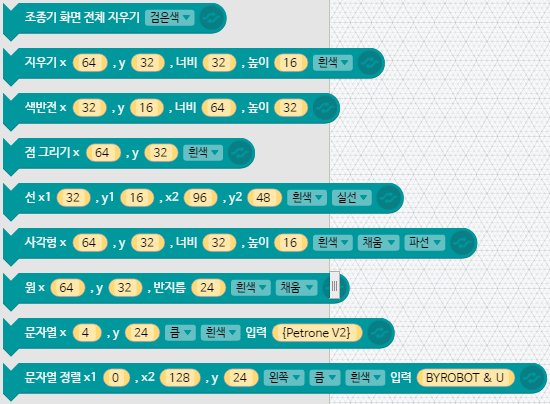 조종기 화면 전체 지우기 검은색
지우기 x 64 , y 32 , 너비 32 , 높이 16 흰색
색반전 x 32 , y 16 , 너비 64 , 높이 32
점 그리기 x 64 , y 32 흰색
선 x1 32 , y1 16 , x2 96 , y2 48 흰색 실선
사각형 x 64 , y 32 , 너비 32 , 높이 16 흰색 채움 파선
원 x 64 , y 32 , 반지름 24 흰색 채움
문자열 x 4 , y 24 큼 흰색 입력 {Petrone V2}
문자열 정렬 x1 0 , x2 128 , y 24 왼쪽 큼 흰색 입력 BYROBOT & U